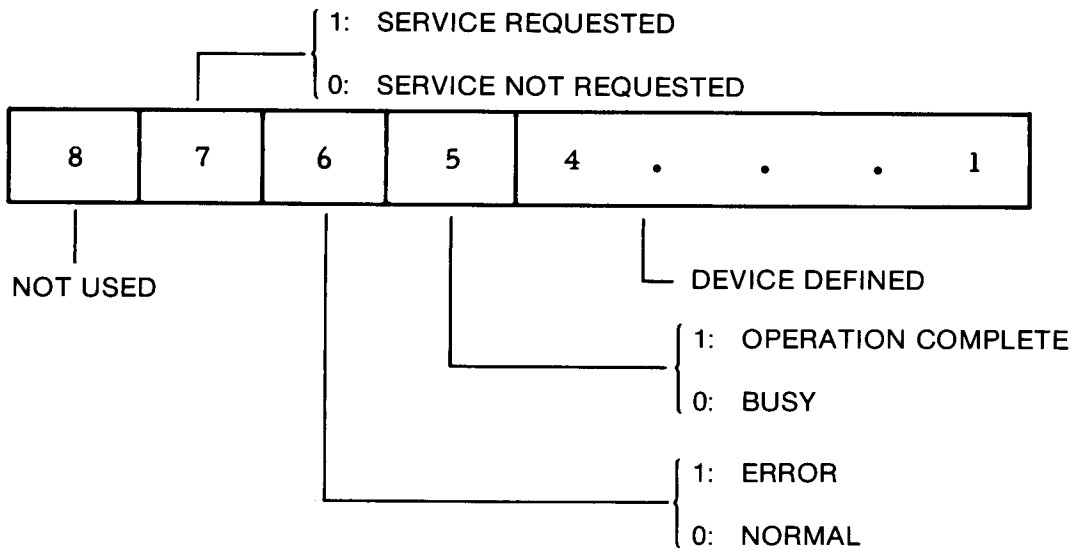 1: SERVICE REQUESTED
0: SERVICE NOT REQUESTED
8 7 6 5 4 . . . 1
NOT USED
DEVICE DEFINED
1: OPERATION COMPLETE
0: BUSY
1: ERROR
0: NORMAL